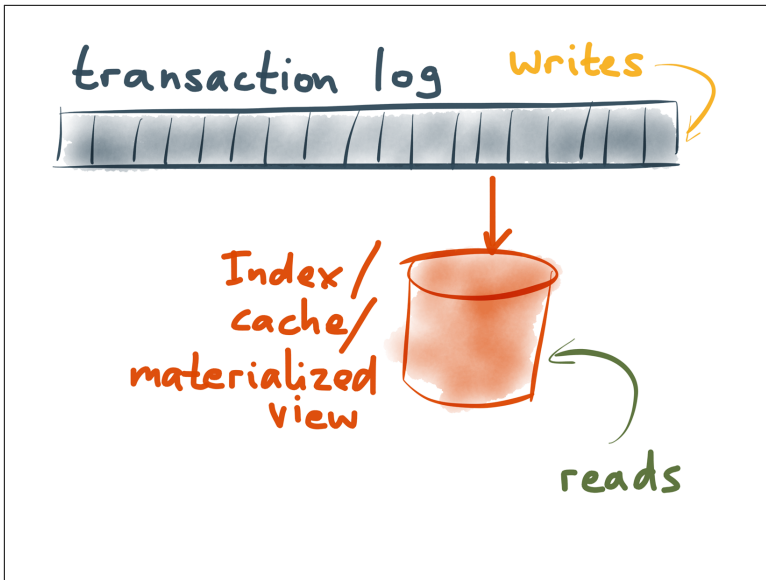 transaction log
writes
Index/
cache/
materialized
view
reads